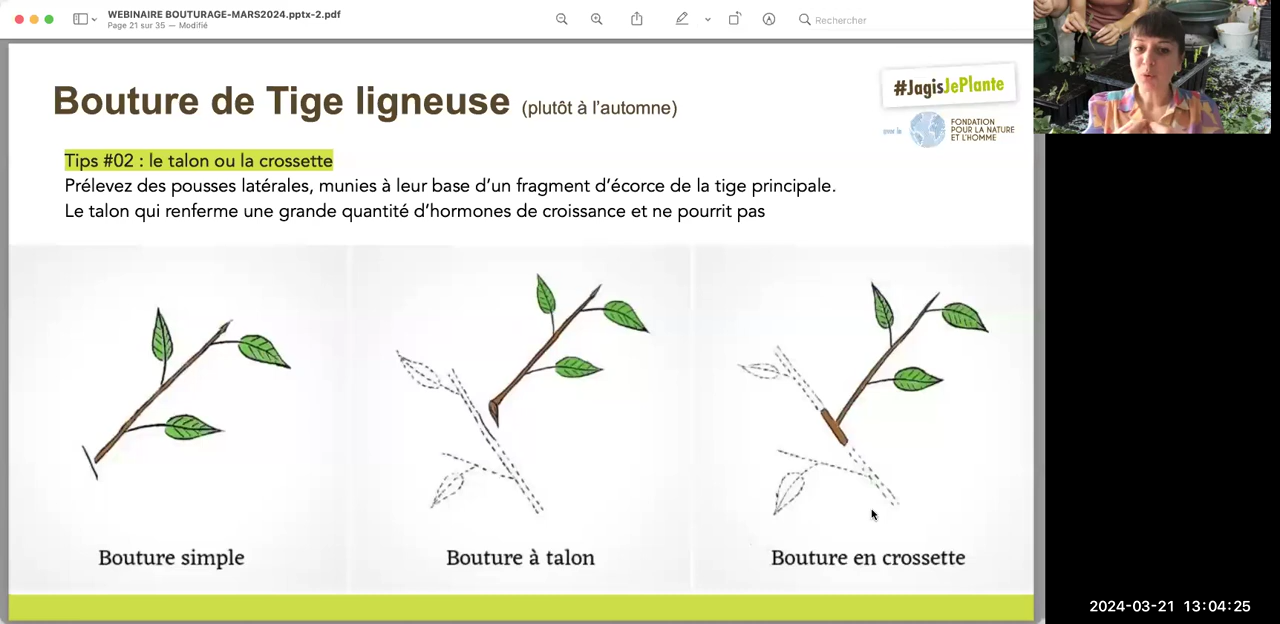 WEBINAIRE BOUTURAGE-MARS2024.pptx-2.pdf
Page 21 sur 35 — Modifié
Rechercher
Bouture de Tige ligneuse (plutôt à l'automne)
#JagisJePlante
avec la
FONDATION
POUR LA NATURE
ET L'HOMME
Tips #02 : le talon ou la crossette
Prélevez des pousses latérales, munies à leur base d'un fragment d'écorce de la tige principale.
Le talon qui renferme une grande quantité d'hormones de croissance et ne pourrit pas
Bouture simple
Bouture à talon
Bouture en crossette
2024-03-21 13:04:25